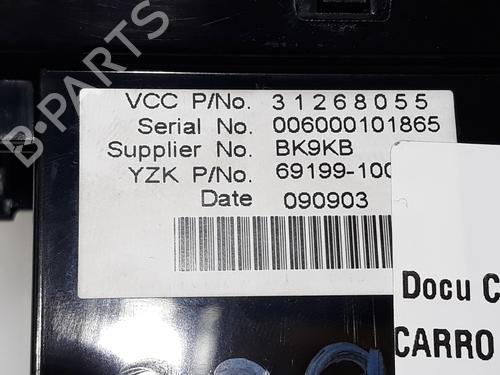 B-PARTS
VCC P/No. 31268055
Serial No. 006000101865
Supplier No. BK9KB
YZK P/No. 69199-100
Date 090903
Docu C
CARRO